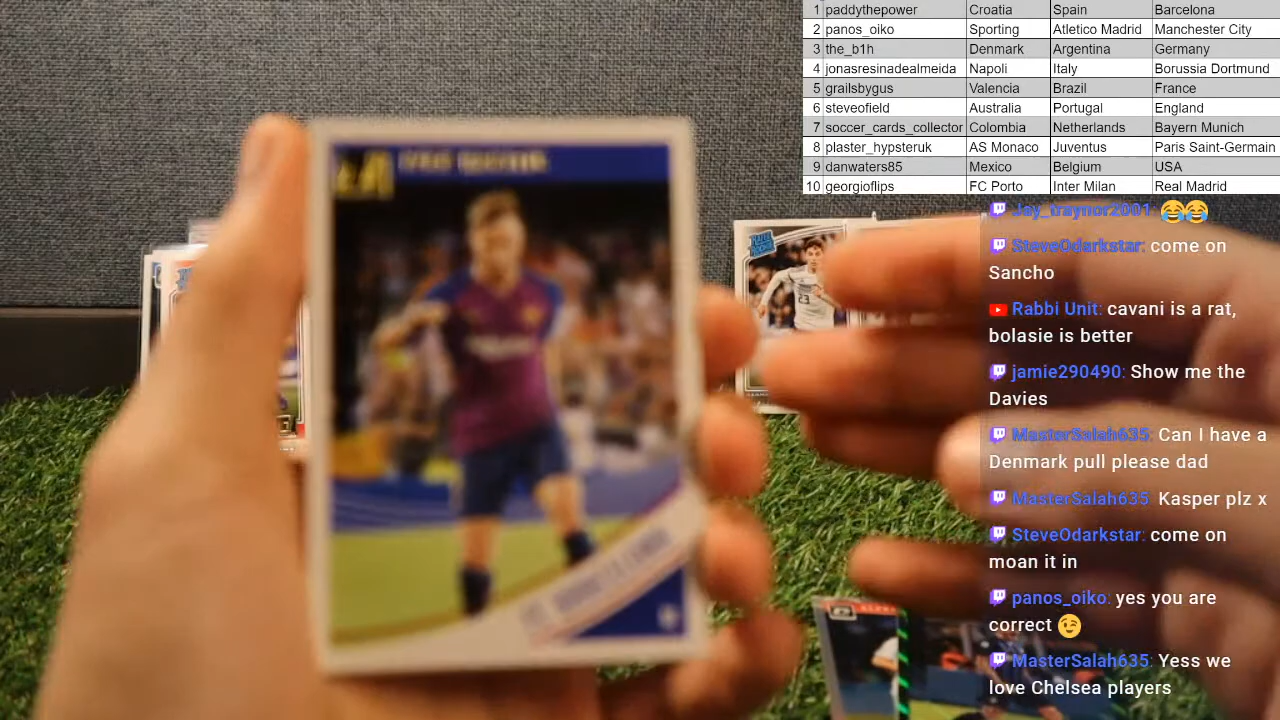 1 paddythepower Croatia Spain Barcelona
2 panos_oiko Sporting Atletico Madrid Manchester City
3 the_b1h Denmark Argentina Germany
4 jonasresinadealmeida Napoli Italy Borussia Dortmund
5 grailsbygus Valencia Brazil France
6 steveofield Australia Portugal England
7 soccer_cards_collector Colombia Netherlands Bayern Munich
8 plaster_hypsteruk AS Monaco Juventus Paris Saint-Germain
9 danwaters85 Mexico Belgium USA
10 georgioflips FC Porto Inter Milan Real Madrid
Jay_traynor2001: 😂😂
SteveOdarkstar: come on
Sancho
Rabbi Unit: cavani is a rat,
bolasie is better
jamie290490: Show me the
Davies
MasterSalah635: Can I have a
Denmark pull please dad
MasterSalah635: Kasper plz x
SteveOdarkstar: come on
moan it in
panos_oiko: yes you are
correct 😉
MasterSalah635: Yess we
love Chelsea players
23